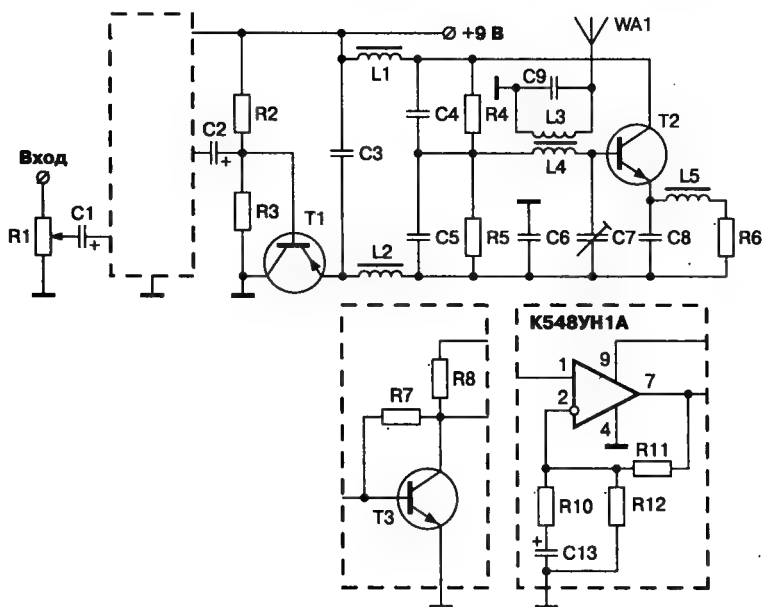 +9 В
WA1
L1
C9
L3
R2
C4
R4
T2
C2
+
L4
Вход
C3
L5
C1
R3
T1
R1
+
C5
R5
C6
C7
C8
R6
L2
К548УН1А
R8
1
9
7
R7
2
4
R11
T3
R10
R12
+
C13